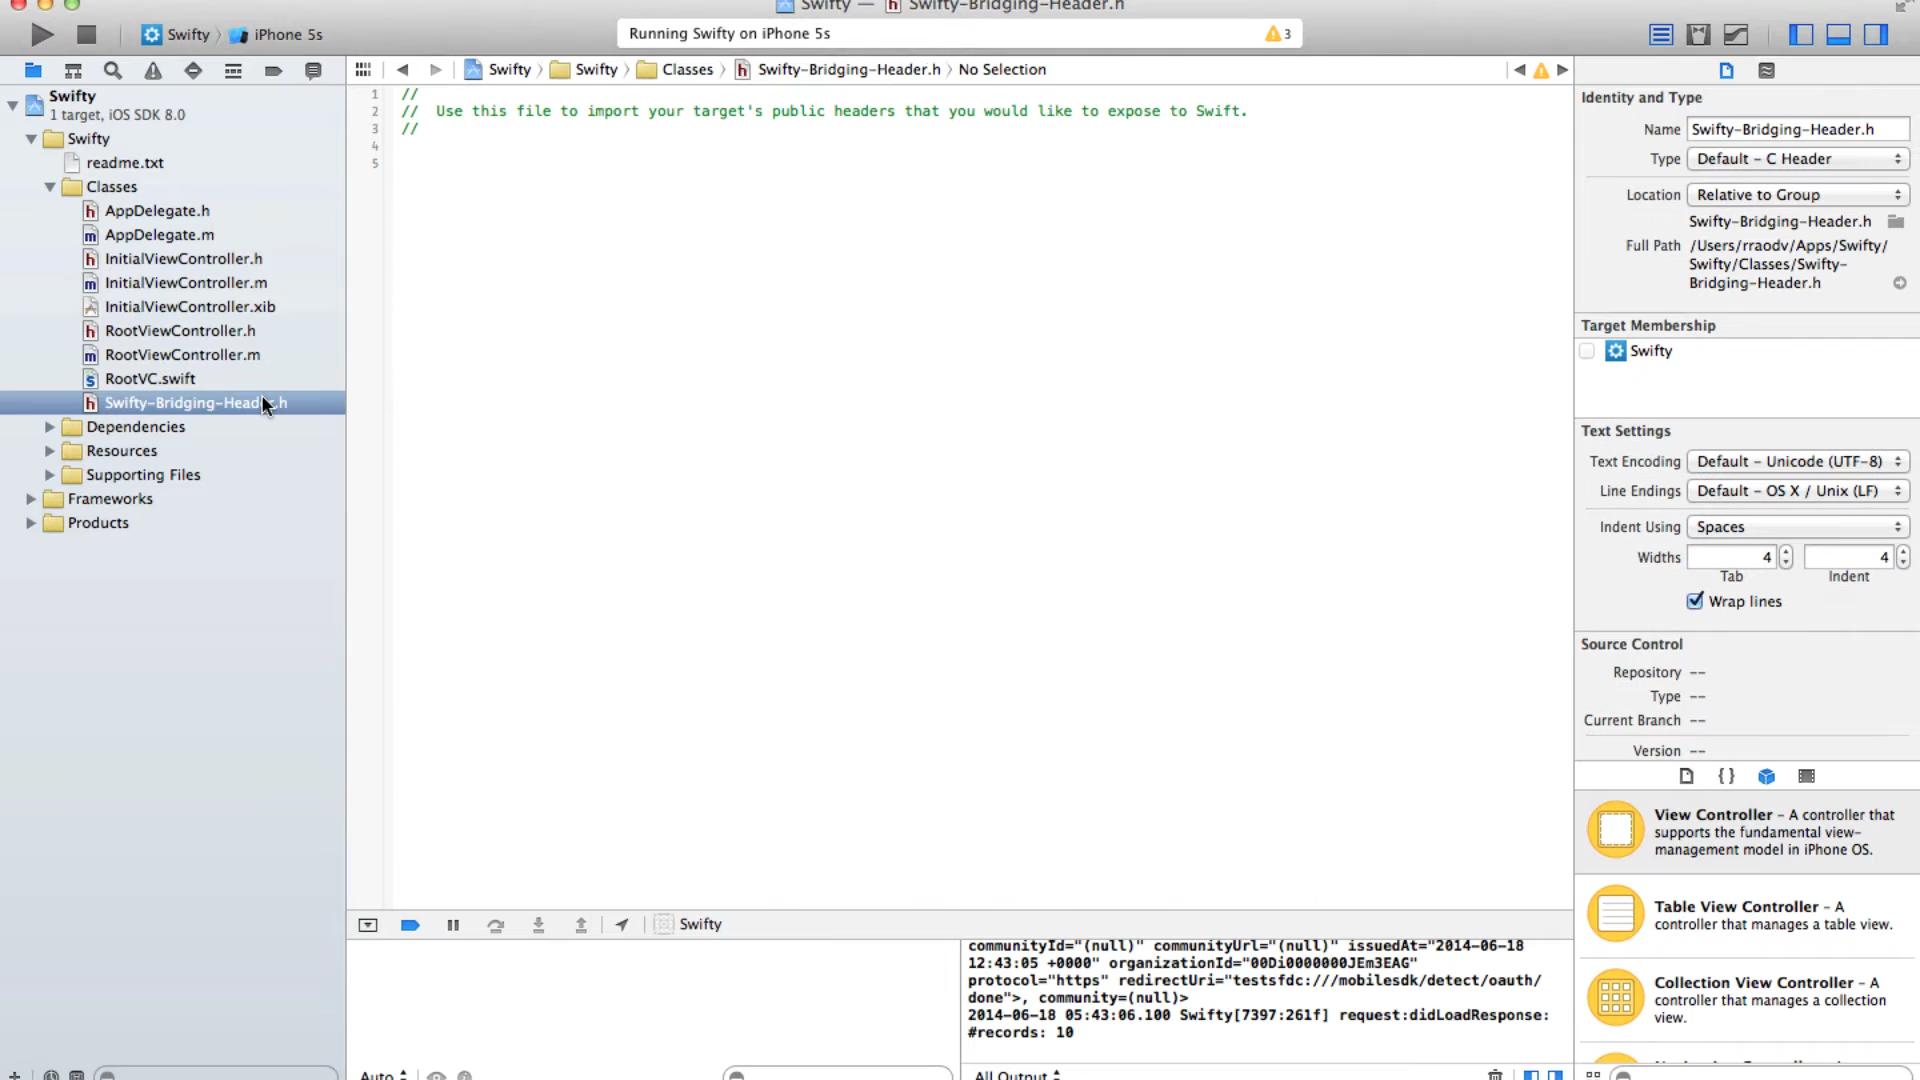 Swifty — Swifty-Bridging-Header.h
Swifty 〉 iPhone 5s
Running Swifty on iPhone 5s
3
Swifty 〉 Swifty 〉 Classes 〉 Swifty-Bridging-Header.h 〉 No Selection
Swifty
1 target, iOS SDK 8.0
Swifty
readme.txt
Classes
AppDelegate.h
AppDelegate.m
InitialViewController.h
InitialViewController.m
InitialViewController.xib
RootViewController.h
RootViewController.m
RootVC.swift
Swifty-Bridging-Header.h
Dependencies
Resources
Supporting Files
Frameworks
Products
1 //
2 // Use this file to import your target's public headers that you would like to expose to Swift.
3 //
4
5
Swifty
communityId="(null)" communityUrl="(null)" issuedAt="2014-06-18
12:43:05 +0000" organizationId="00Di0000000JEm3EAG"
protocol="https" redirectUri="testsfdc:///mobilesdk/detect/oauth/
done">, community=(null)>
2014-06-18 05:43:06.100 Swifty[7397:261f] request:didLoadResponse:
#records: 10
Auto
All Output
Identity and Type
Name Swifty-Bridging-Header.h
Type Default - C Header
Location Relative to Group
Swifty-Bridging-Header.h
Full Path /Users/rraodv/Apps/Swifty/
Swifty/Classes/Swifty-
Bridging-Header.h
Target Membership
Swifty
Text Settings
Text Encoding Default - Unicode (UTF-8)
Line Endings Default - OS X / Unix (LF)
Indent Using Spaces
Widths 4 4
Tab Indent
Wrap lines
Source Control
Repository --
Type --
Current Branch --
Version --
{ }
View Controller - A controller that
supports the fundamental view-
management model in iPhone OS.
Table View Controller - A
controller that manages a table view.
Collection View Controller - A
controller that manages a collection
view.